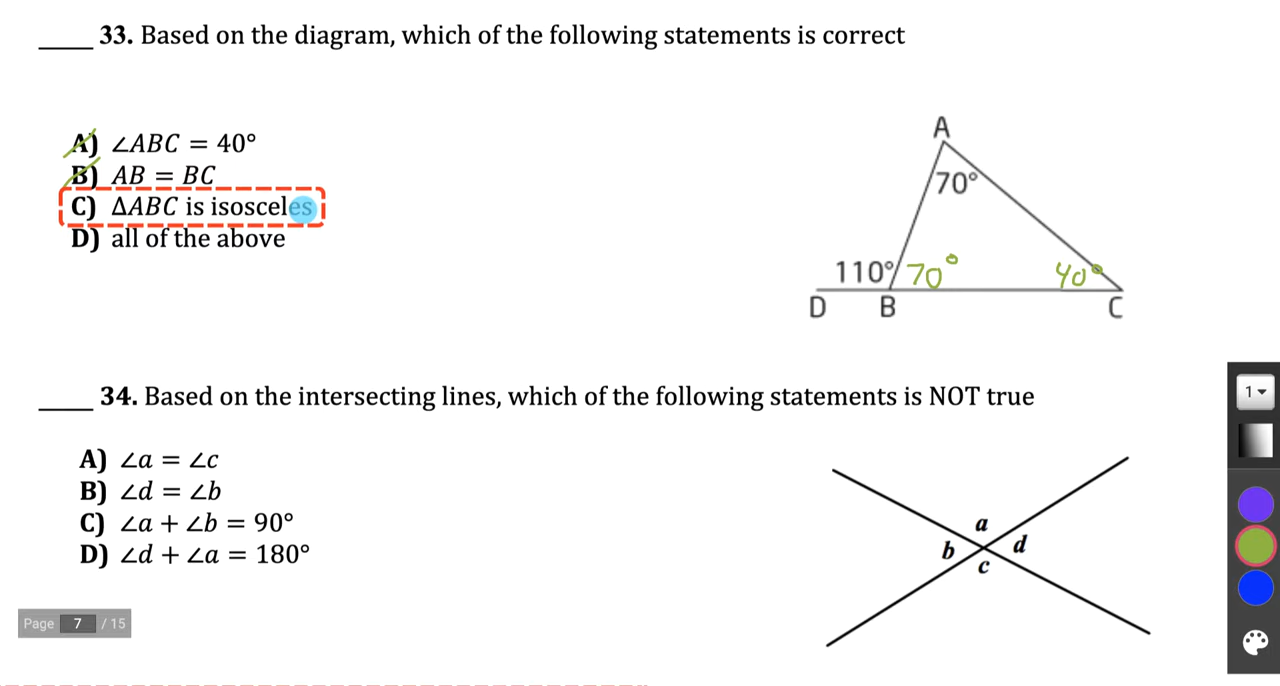 ____ 33. Based on the diagram, which of the following statements is correct
A) ∠ABC = 40°
B) AB = BC
C) ΔABC is isosceles
D) all of the above
A
70°
110° 70° 40°
D B C
____ 34. Based on the intersecting lines, which of the following statements is NOT true
A) ∠a = ∠c
B) ∠d = ∠b
C) ∠a + ∠b = 90°
D) ∠d + ∠a = 180°
a
b d
c
Page 7 / 15
1